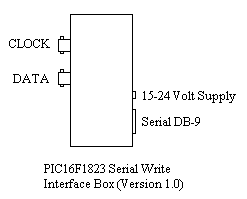 CLOCK
DATA
15-24 Volt Supply
Serial DB-9
PIC16F1823 Serial Write
Interface Box (Version 1.0)